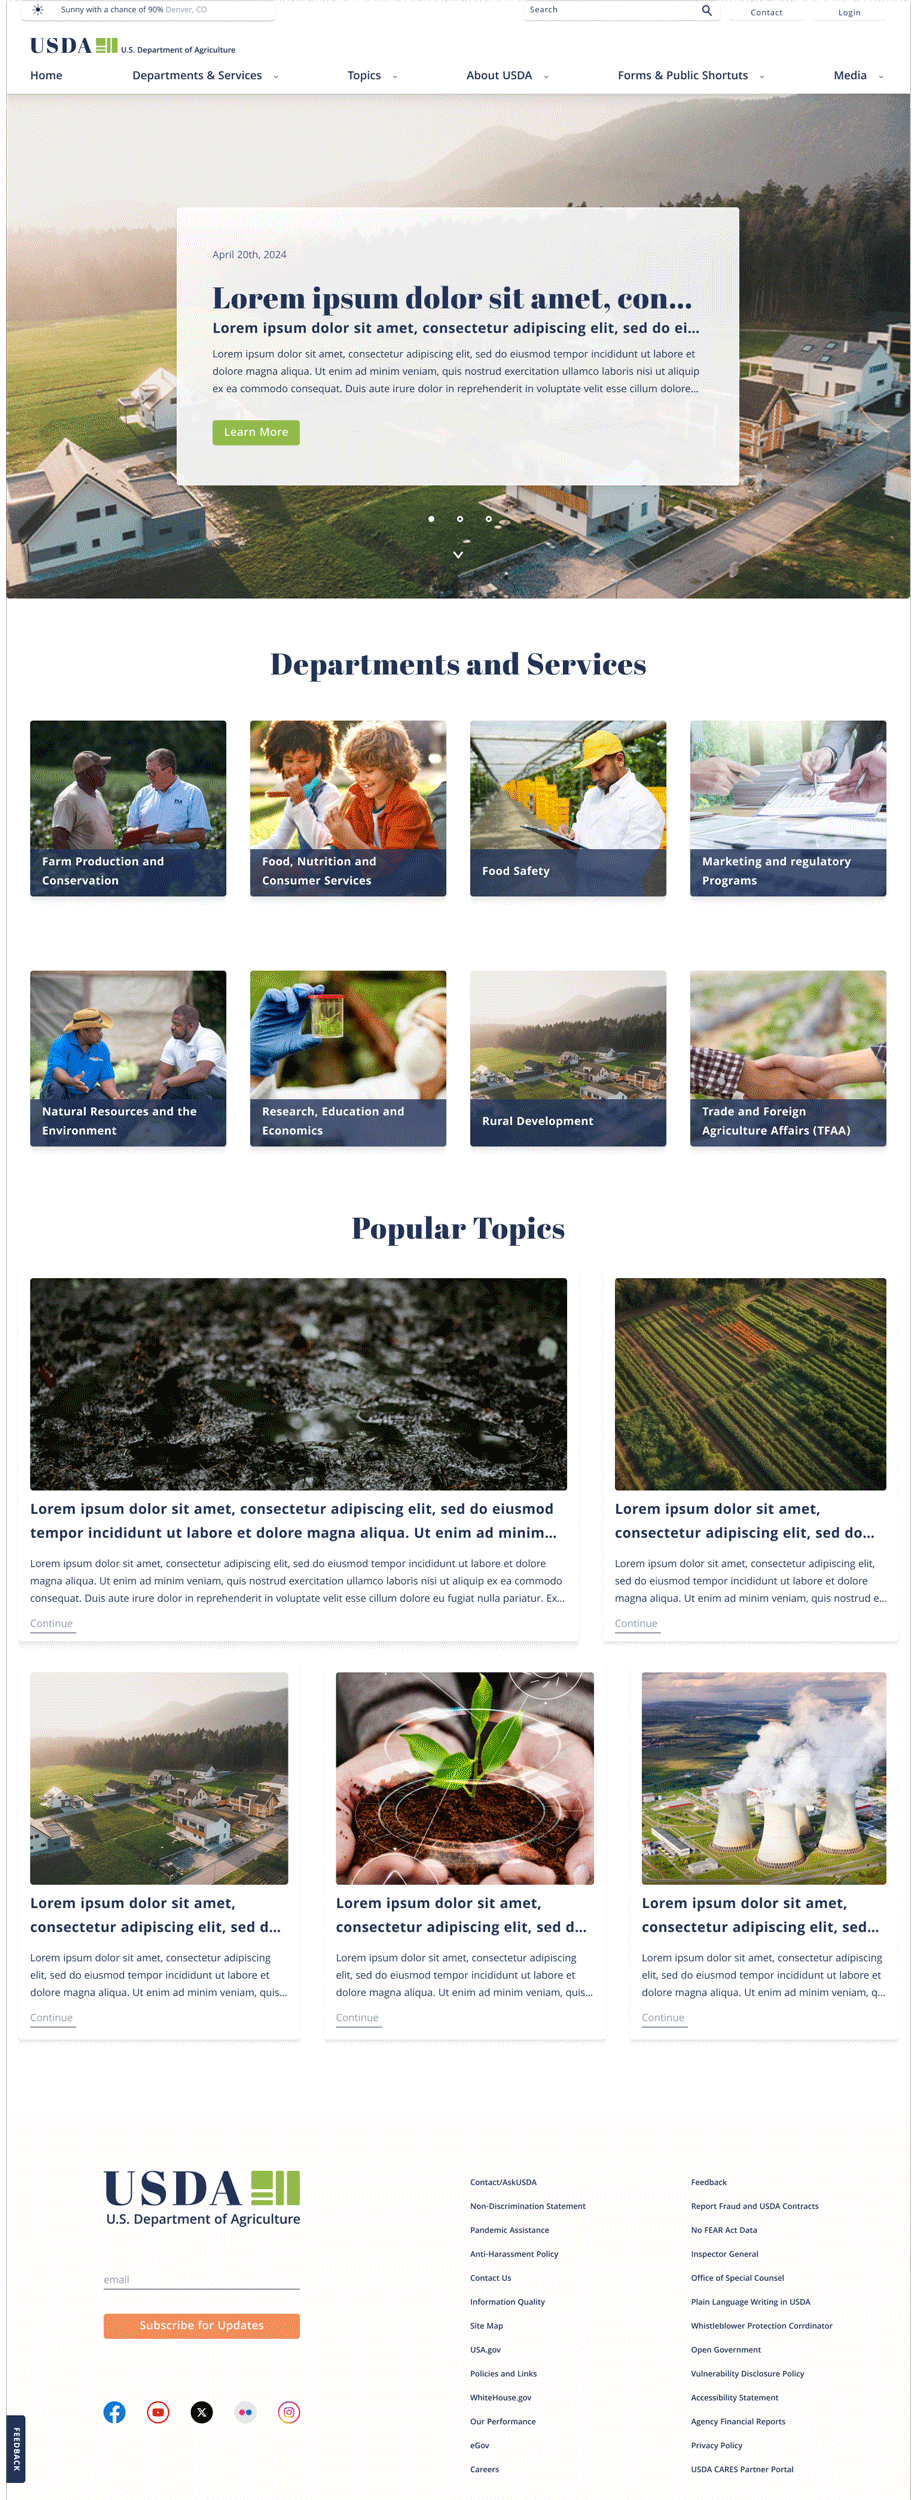 Sunny with a chance of 90% Denver, CO
Search
Contact
Login
USDA U.S. Department of Agriculture
Home
Departments & Services
Topics
About USDA
Forms & Public Shortuts
Media
April 20th, 2024
Lorem ipsum dolor sit amet, con...
Lorem ipsum dolor sit amet, consectetur adipiscing elit, sed do ei...
Lorem ipsum dolor sit amet, consectetur adipiscing elit, sed do eiusmod tempor incididunt ut labore et
dolore magna aliqua. Ut enim ad minim veniam, quis nostrud exercitation ullamco laboris nisi ut aliquip
ex ea commodo consequat. Duis aute irure dolor in reprehenderit in voluptate velit esse cillum dolore...
Learn More
Departments and Services
Farm Production and
Conservation
Food, Nutrition and
Consumer Services
Food Safety
Marketing and regulatory
Programs
Natural Resources and the
Environment
Research, Education and
Economics
Rural Development
Trade and Foreign
Agriculture Affairs (TFAA)
Popular Topics
Lorem ipsum dolor sit amet, consectetur adipiscing elit, sed do eiusmod
tempor incididunt ut labore et dolore magna aliqua. Ut enim ad minim...
Lorem ipsum dolor sit amet, consectetur adipiscing elit, sed do eiusmod tempor incididunt ut labore et dolore
magna aliqua. Ut enim ad minim veniam, quis nostrud exercitation ullamco laboris nisi ut aliquip ex ea commodo
consequat. Duis aute irure dolor in reprehenderit in voluptate velit esse cillum dolore eu fugiat nulla pariatur. Ex...
Continue
Lorem ipsum dolor sit amet,
consectetur adipiscing elit, sed do...
Lorem ipsum dolor sit amet, consectetur adipiscing elit,
sed do eiusmod tempor incididunt ut labore et dolore
magna aliqua. Ut enim ad minim veniam, quis nostrud e...
Continue
Lorem ipsum dolor sit amet,
consectetur adipiscing elit, sed d...
Lorem ipsum dolor sit amet, consectetur adipiscing
elit, sed do eiusmod tempor incididunt ut labore et
dolore magna aliqua. Ut enim ad minim veniam, quis...
Continue
Lorem ipsum dolor sit amet,
consectetur adipiscing elit, sed d...
Lorem ipsum dolor sit amet, consectetur adipiscing
elit, sed do eiusmod tempor incididunt ut labore et
dolore magna aliqua. Ut enim ad minim veniam, quis...
Continue
Lorem ipsum dolor sit amet,
consectetur adipiscing elit, sed...
Lorem ipsum dolor sit amet, consectetur adipiscing
elit, sed do eiusmod tempor incididunt ut labore et
dolore magna aliqua. Ut enim ad minim veniam, q...
Continue
USDA
U.S. Department of Agriculture
email
Subscribe for Updates
FEEDBACK
Contact/AskUSDA
Non-Discrimination Statement
Pandemic Assistance
Anti-Harassment Policy
Contact Us
Information Quality
Site Map
USA.gov
Policies and Links
WhiteHouse.gov
Our Performance
eGov
Careers
Feedback
Report Fraud and USDA Contracts
No FEAR Act Data
Inspector General
Office of Special Counsel
Plain Language Writing in USDA
Whistleblower Protection Corrdinator
Open Government
Vulnerability Disclosure Policy
Accessibility Statement
Agency Financial Reports
Privacy Policy
USDA CARES Partner Portal